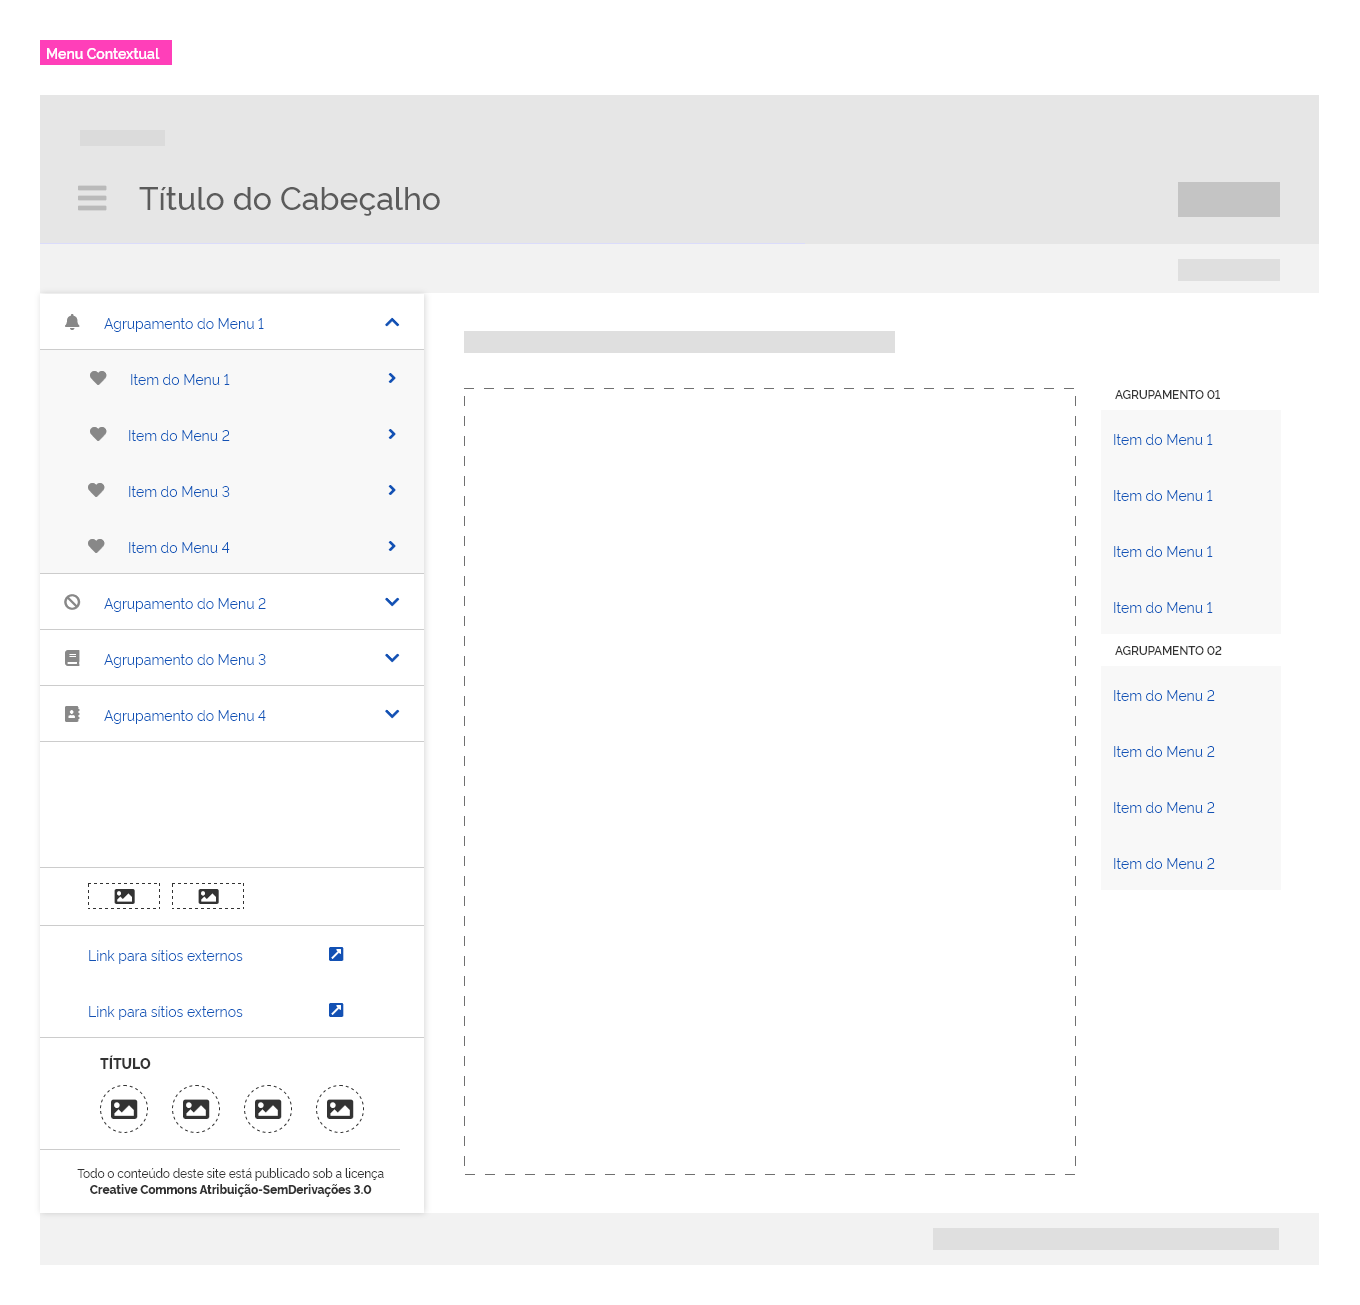 Menu Contextual
Título do Cabeçalho
Agrupamento do Menu 1
Item do Menu 1
Item do Menu 2
Item do Menu 3
Item do Menu 4
Agrupamento do Menu 2
Agrupamento do Menu 3
Agrupamento do Menu 4
Link para sítios externos
Link para sítios externos
TÍTULO
Todo o conteúdo deste site está publicado sob a licença
Creative Commons Atribuição-SemDerivações 3.0
AGRUPAMENTO 01
Item do Menu 1
Item do Menu 1
Item do Menu 1
Item do Menu 1
AGRUPAMENTO 02
Item do Menu 2
Item do Menu 2
Item do Menu 2
Item do Menu 2